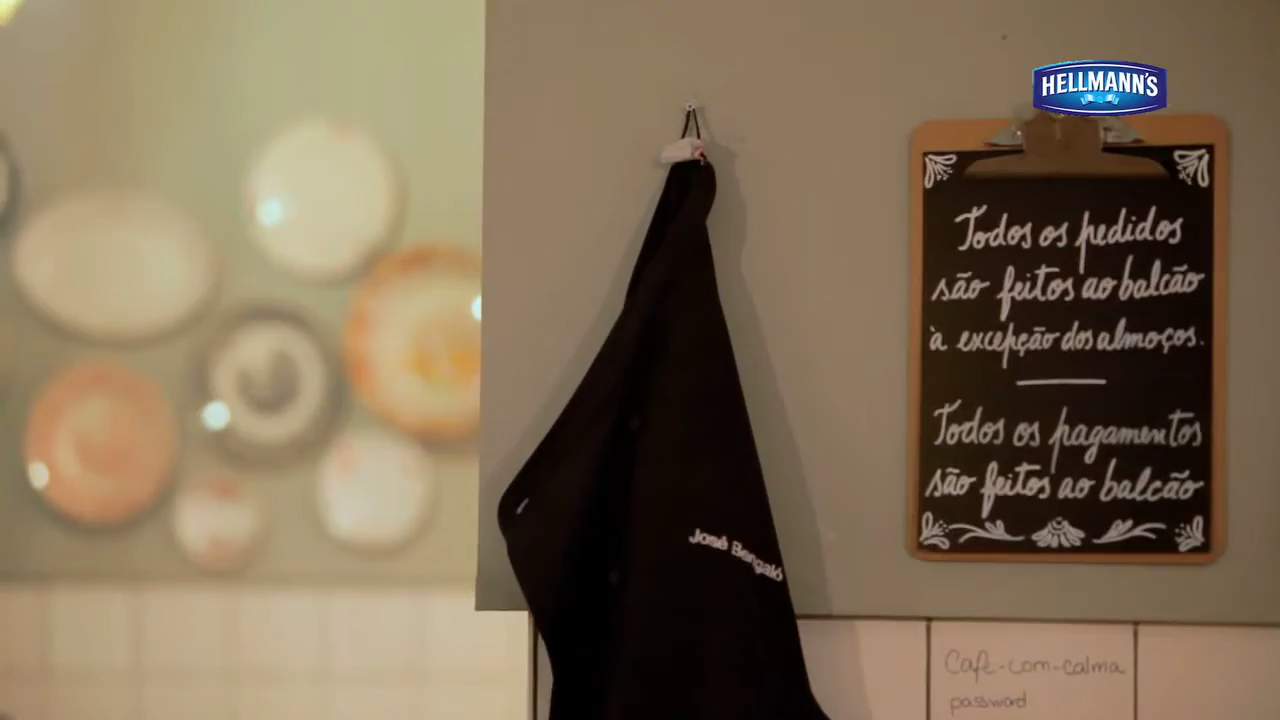 HELLMANN'S
Todos os pedidos
são feitos ao balcão
à excepção dos almoços.
Todos os pagamentos
são feitos ao balcão
José Bengaló
Cafe-com-calma
password